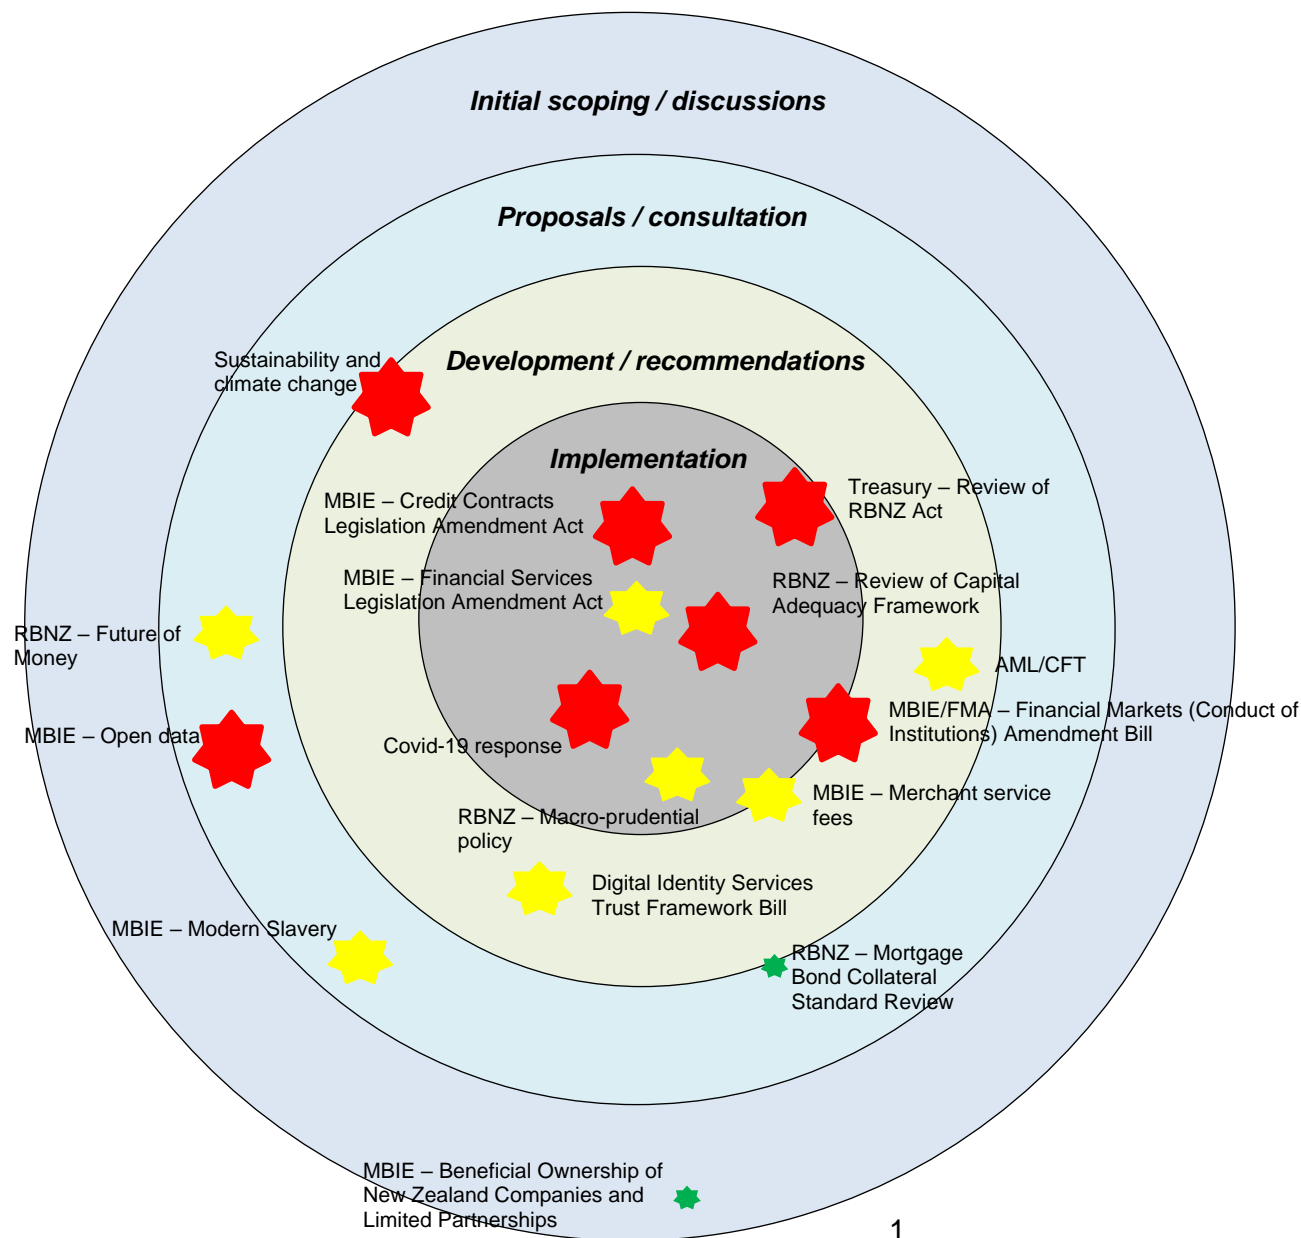 Initial scoping / discussions
Proposals / consultation
Sustainability and
climate change
Development / recommendations
Implementation
MBIE – Credit Contracts
Legislation Amendment Act
Treasury – Review of
RBNZ Act
MBIE – Financial Services
Legislation Amendment Act
RBNZ – Review of Capital
Adequacy Framework
RBNZ – Future of
Money
AML/CFT
MBIE – Open data
MBIE/FMA – Financial Markets (Conduct of
Institutions) Amendment Bill
Covid-19 response
MBIE – Merchant service
fees
RBNZ – Macro-prudential
policy
Digital Identity Services
Trust Framework Bill
MBIE – Modern Slavery
RBNZ – Mortgage
Bond Collateral
Standard Review
MBIE – Beneficial Ownership of
New Zealand Companies and
Limited Partnerships
1